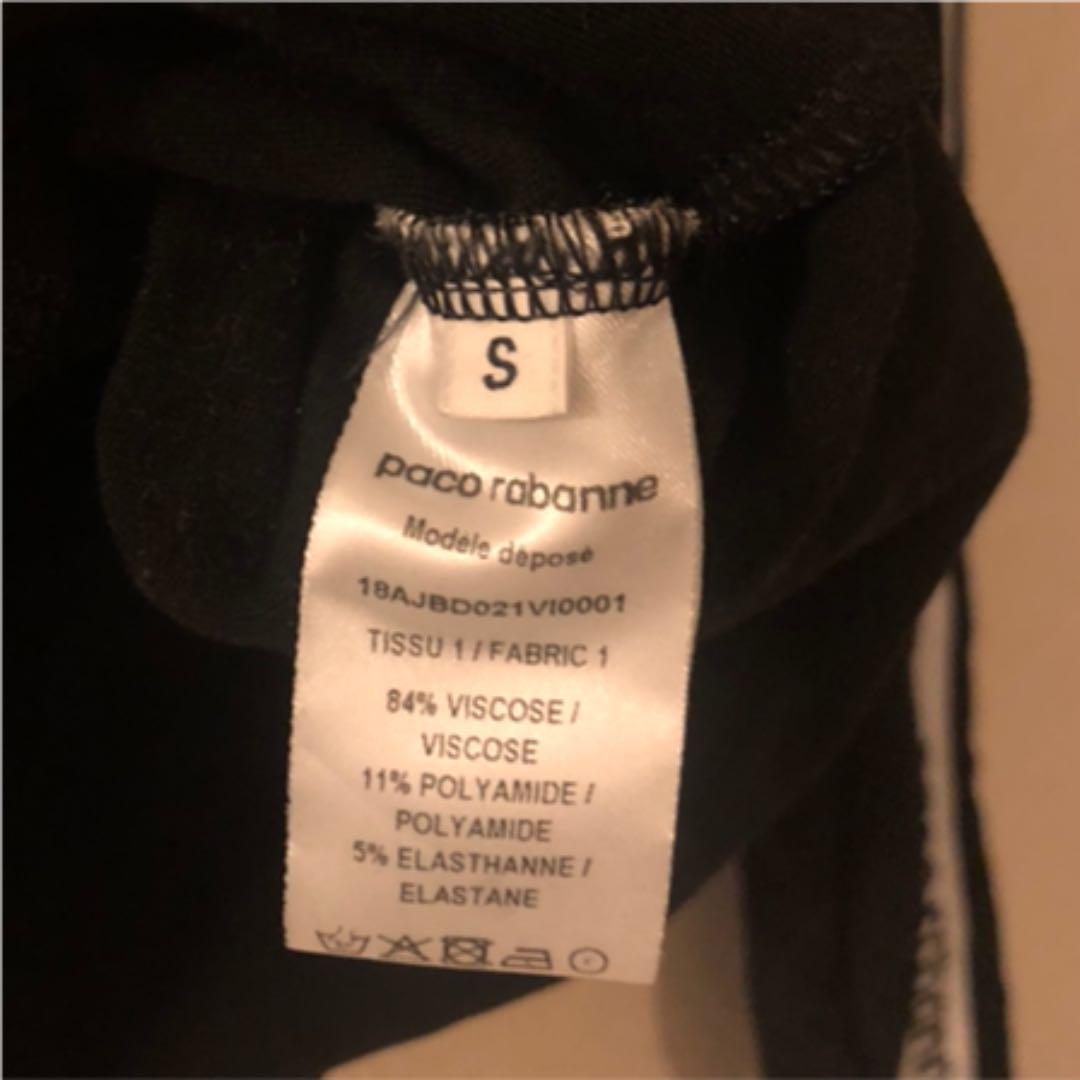 S
paco rabanne
Modèle déposé
18AJBD021VI0001
TISSU 1 / FABRIC 1
84% VISCOSE /
VISCOSE
11% POLYAMIDE /
POLYAMIDE
5% ELASTHANNE /
ELASTANE